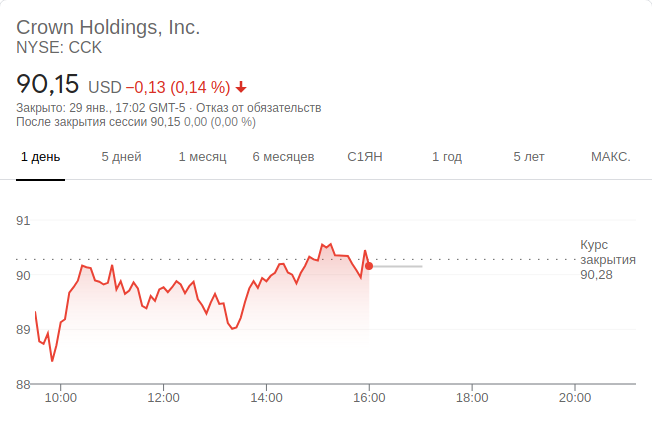 Crown Holdings, Inc.
NYSE: CCK
90,15 USD −0,13 (0,14 %)
Закрыто: 29 янв., 17:02 GMT-5 · Отказ от обязательств
После закрытия сессии 90,15 0,00 (0,00 %)
1 день 5 дней 1 месяц 6 месяцев С1ЯН 1 год 5 лет МАКС.
91
Курс
закрытия
90,28
90
89
88
10:00 12:00 14:00 16:00 18:00 20:00